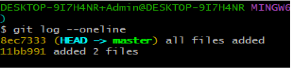 DESKTOP-9I7H4NR+Admin@DESKTOP-9I7H4NR MINGW
)
$ git log --oneline
8ec7333 (HEAD -> master) all files added
11bb991 added 2 files